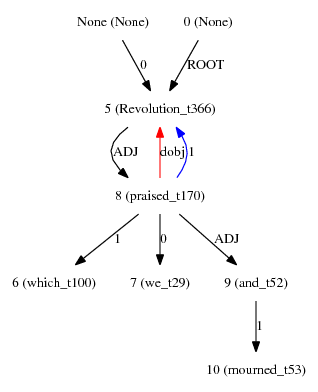 None (None) 0 (None)
0 ROOT
5 (Revolution_t366)
ADJ dobj 1
8 (praised_t170)
1 0 ADJ
6 (which_t100) 7 (we_t29) 9 (and_t52)
1
10 (mourned_t53)